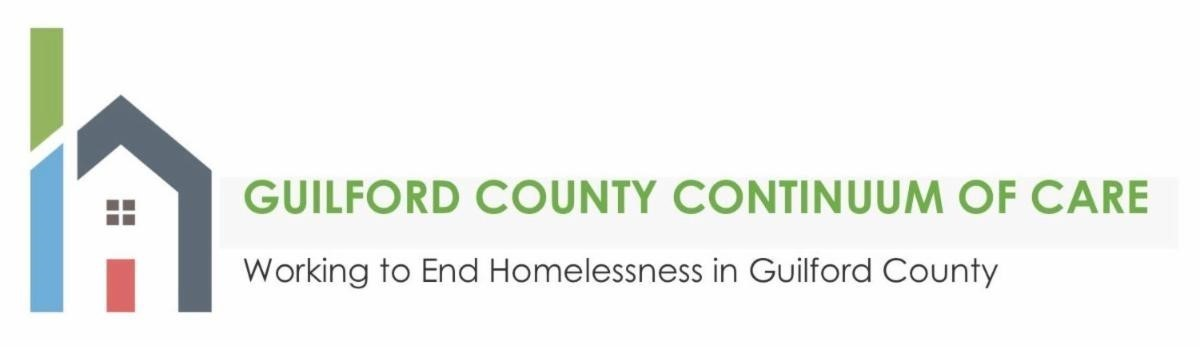 GUILFORD COUNTY CONTINUUM OF CARE
Working to End Homelessness in Guilford County